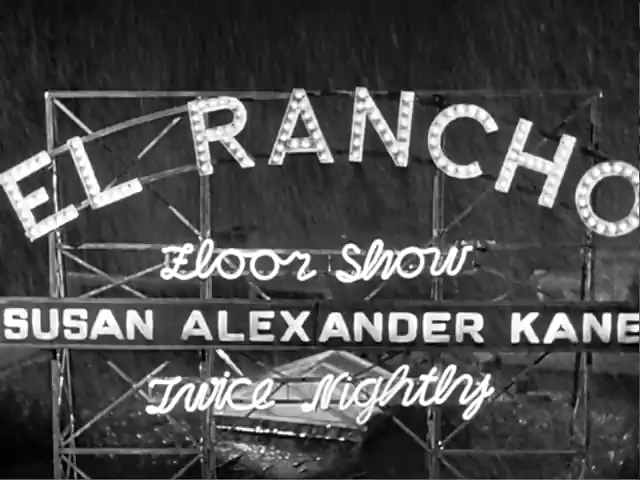 EL RANCHO
Floor Show
SUSAN ALEXANDER KANE
Twice Nightly